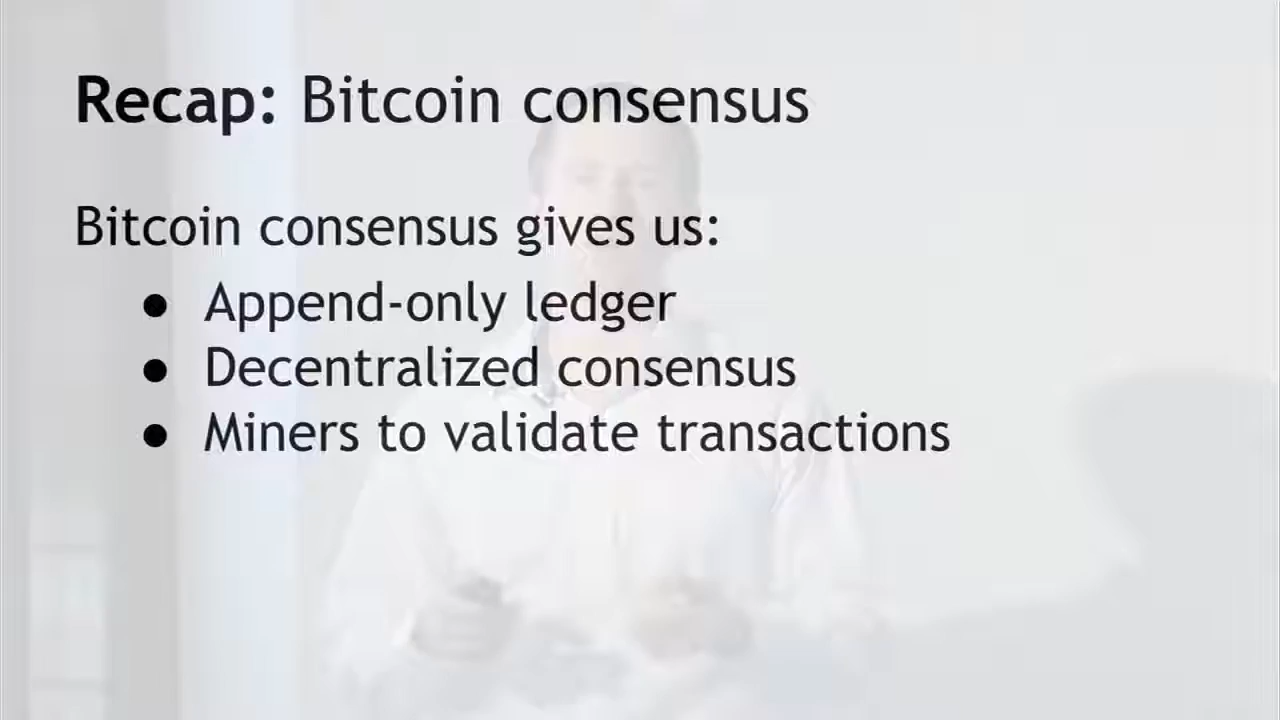 Recap: Bitcoin consensus
Bitcoin consensus gives us:
● Append-only ledger
● Decentralized consensus
● Miners to validate transactions